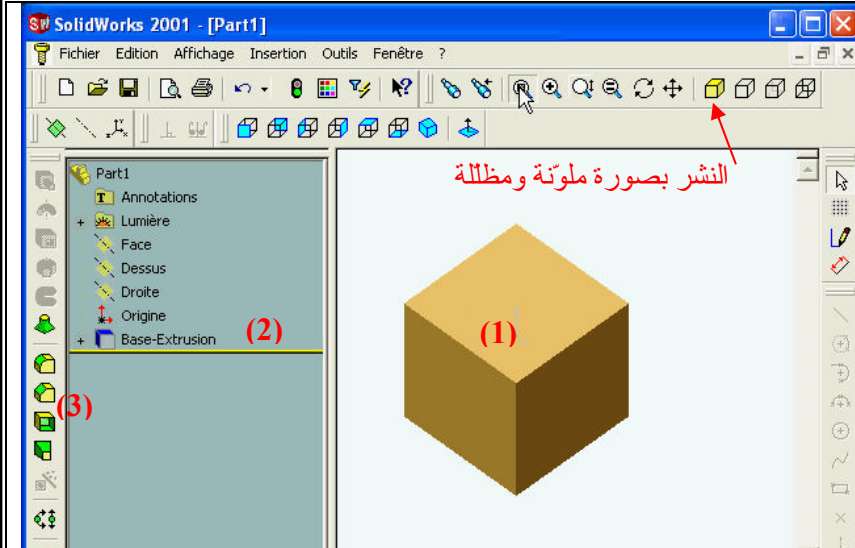 SolidWorks 2001 - [Part1]
Fichier Edition Affichage Insertion Outils Fenêtre ?
النشر بصورة ملوّنة ومظلّلة
Part1
Annotations
Lumière
Face
Dessus
Droite
Origine
Base-Extrusion
(2)
(1)
(3)